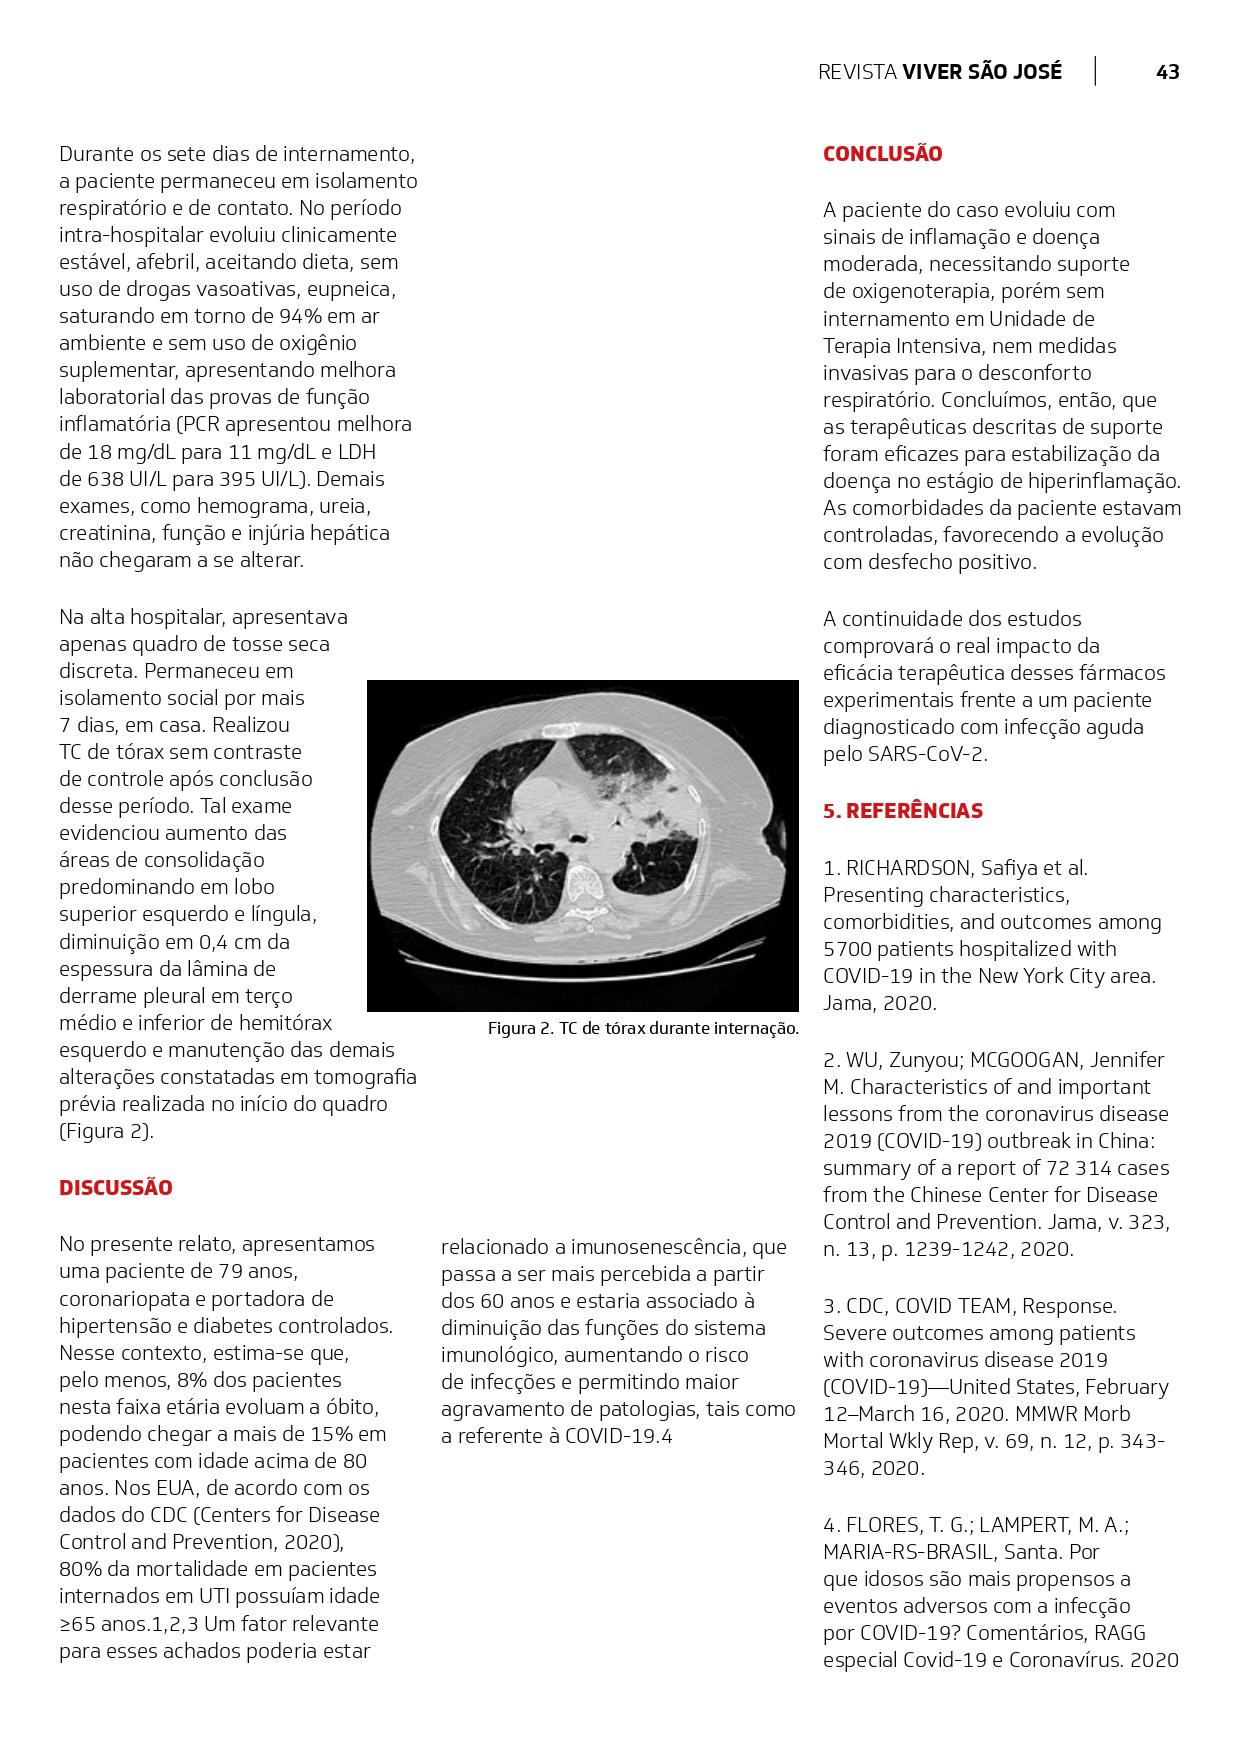 REVISTA VIVER SÃO JOSÉ 43
Durante os sete dias de internamento,
a paciente permaneceu em isolamento
respiratório e de contato. No período
intra-hospitalar evoluiu clinicamente
estável, afebril, aceitando dieta, sem
uso de drogas vasoativas, eupneica,
saturando em torno de 94% em ar
ambiente e sem uso de oxigênio
suplementar, apresentando melhora
laboratorial das provas de função
inflamatória (PCR apresentou melhora
de 18 mg/dL para 11 mg/dL e LDH
de 638 UI/L para 395 UI/L). Demais
exames, como hemograma, ureia,
creatinina, função e injúria hepática
não chegaram a se alterar.
Na alta hospitalar, apresentava
apenas quadro de tosse seca
discreta. Permaneceu em
isolamento social por mais
7 dias, em casa. Realizou
TC de tórax sem contraste
de controle após conclusão
desse período. Tal exame
evidenciou aumento das
áreas de consolidação
predominando em lobo
superior esquerdo e língula,
diminuição em 0,4 cm da
espessura da lâmina de
derrame pleural em terço
médio e inferior de hemitórax
esquerdo e manutenção das demais
alterações constatadas em tomografia
prévia realizada no início do quadro
(Figura 2).
Figura 2. TC de tórax durante internação.
DISCUSSÃO
No presente relato, apresentamos
uma paciente de 79 anos,
coronariopata e portadora de
hipertensão e diabetes controlados.
Nesse contexto, estima-se que,
pelo menos, 8% dos pacientes
nesta faixa etária evoluam a óbito,
podendo chegar a mais de 15% em
pacientes com idade acima de 80
anos. Nos EUA, de acordo com os
dados do CDC (Centers for Disease
Control and Prevention, 2020),
80% da mortalidade em pacientes
internados em UTI possuíam idade
≥65 anos.1,2,3 Um fator relevante
para esses achados poderia estar
relacionado a imunosenescência, que
passa a ser mais percebida a partir
dos 60 anos e estaria associado à
diminuição das funções do sistema
imunológico, aumentando o risco
de infecções e permitindo maior
agravamento de patologias, tais como
a referente à COVID-19.4
CONCLUSÃO
A paciente do caso evoluiu com
sinais de inflamação e doença
moderada, necessitando suporte
de oxigenoterapia, porém sem
internamento em Unidade de
Terapia Intensiva, nem medidas
invasivas para o desconforto
respiratório. Concluímos, então, que
as terapêuticas descritas de suporte
foram eficazes para estabilização da
doença no estágio de hiperinflamação.
As comorbidades da paciente estavam
controladas, favorecendo a evolução
com desfecho positivo.
A continuidade dos estudos
comprovará o real impacto da
eficácia terapêutica desses fármacos
experimentais frente a um paciente
diagnosticado com infecção aguda
pelo SARS-CoV-2.
5. REFERÊNCIAS
1. RICHARDSON, Safiya et al.
Presenting characteristics,
comorbidities, and outcomes among
5700 patients hospitalized with
COVID-19 in the New York City area.
Jama, 2020.
2. WU, Zunyou; MCGOOGAN, Jennifer
M. Characteristics of and important
lessons from the coronavirus disease
2019 (COVID-19) outbreak in China:
summary of a report of 72 314 cases
from the Chinese Center for Disease
Control and Prevention. Jama, v. 323,
n. 13, p. 1239-1242, 2020.
3. CDC, COVID TEAM, Response.
Severe outcomes among patients
with coronavirus disease 2019
(COVID-19)—United States, February
12–March 16, 2020. MMWR Morb
Mortal Wkly Rep, v. 69, n. 12, p. 343-
346, 2020.
4. FLORES, T. G.; LAMPERT, M. A.;
MARIA-RS-BRASIL, Santa. Por
que idosos são mais propensos a
eventos adversos com a infecção
por COVID-19? Comentários, RAGG
especial Covid-19 e Coronavírus. 2020